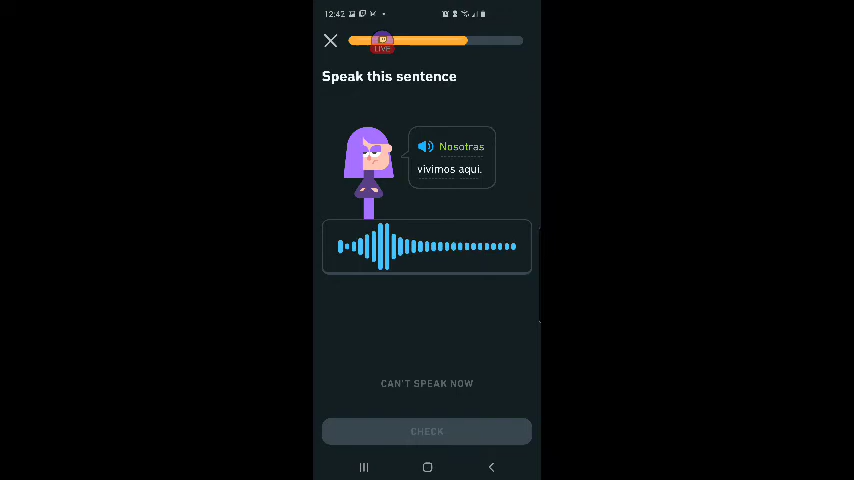 12:42
LIVE
Speak this sentence
Nosotras
vivimos aquí.
CAN'T SPEAK NOW
CHECK